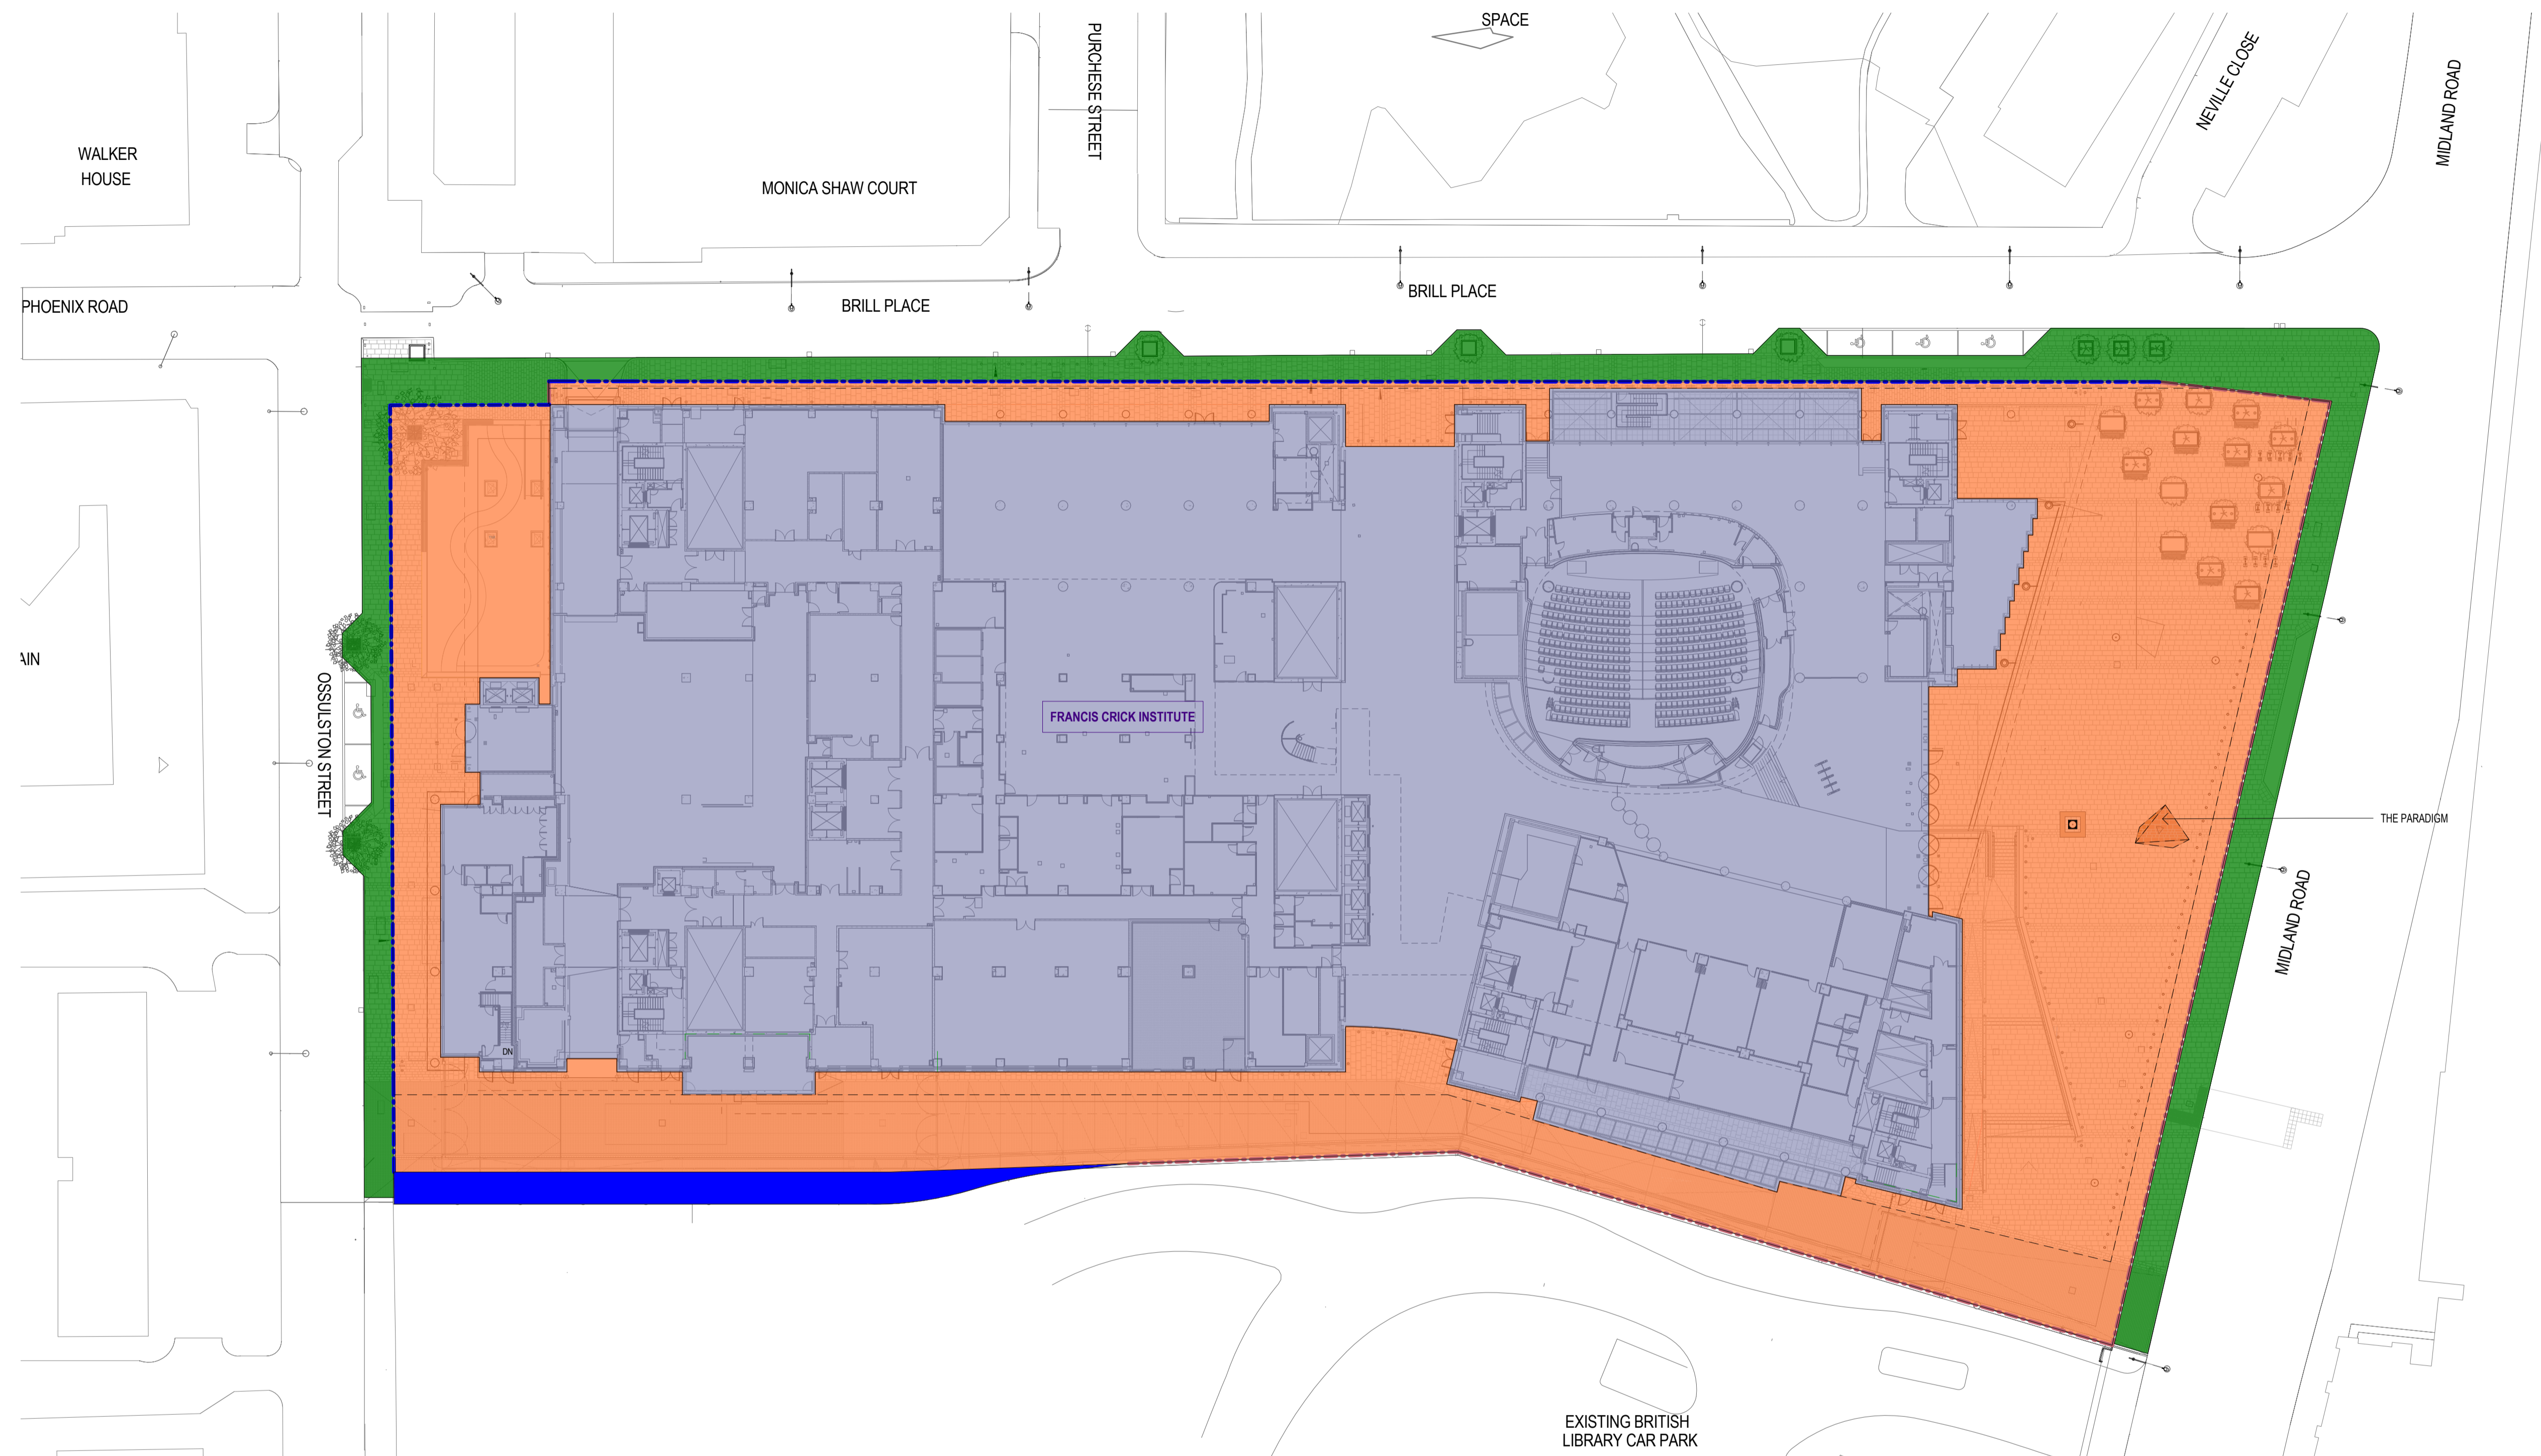 SPACE
PURCHESE STREET
NEVILLE CLOSE
MIDLAND ROAD
WALKER
HOUSE
MONICA SHAW COURT
PHOENIX ROAD
BRILL PLACE
BRILL PLACE
AIN
OSSULSTON STREET
FRANCIS CRICK INSTITUTE
THE PARADIGM
MIDLAND ROAD
DN
EXISTING BRITISH
LIBRARY CAR PARK